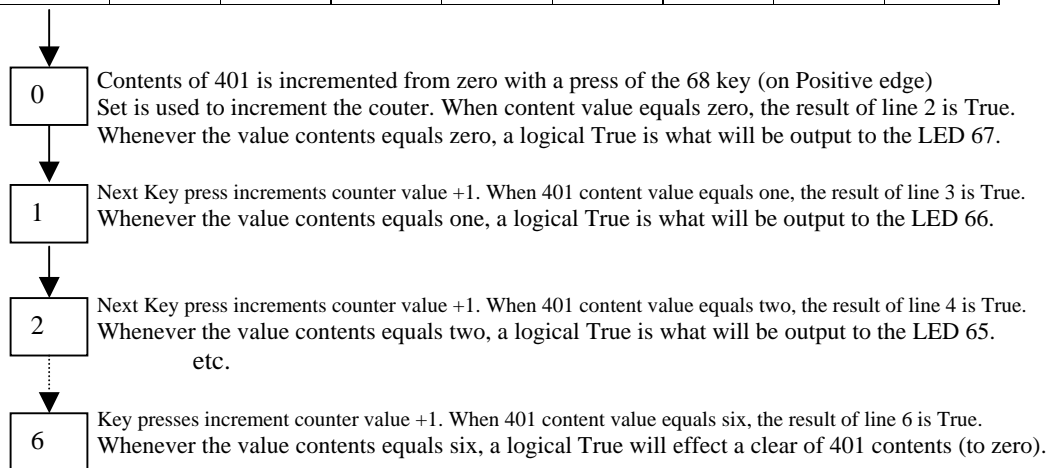 0
Contents of 401 is incremented from zero with a press of the 68 key (on Positive edge)
Set is used to increment the couter. When content value equals zero, the result of line 2 is True.
Whenever the value contents equals zero, a logical True is what will be output to the LED 67.
1
Next Key press increments counter value +1. When 401 content value equals one, the result of line 3 is True.
Whenever the value contents equals one, a logical True is what will be output to the LED 66.
2
Next Key press increments counter value +1. When 401 content value equals two, the result of line 4 is True.
Whenever the value contents equals two, a logical True is what will be output to the LED 65.
etc.
6
Key presses increment counter value +1. When 401 content value equals six, the result of line 6 is True.
Whenever the value contents equals six, a logical True will effect a clear of 401 contents (to zero).